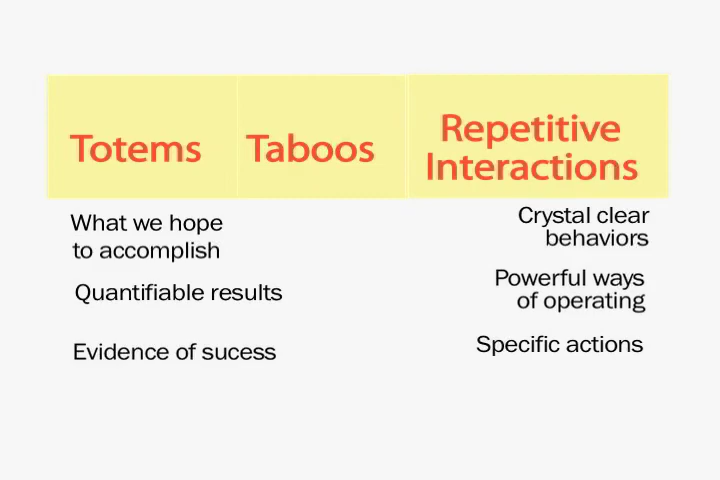 Totems
Taboos
Repetitive
Interactions
What we hope
to accomplish
Quantifiable results
Evidence of sucess
Crystal clear
behaviors
Powerful ways
of operating
Specific actions